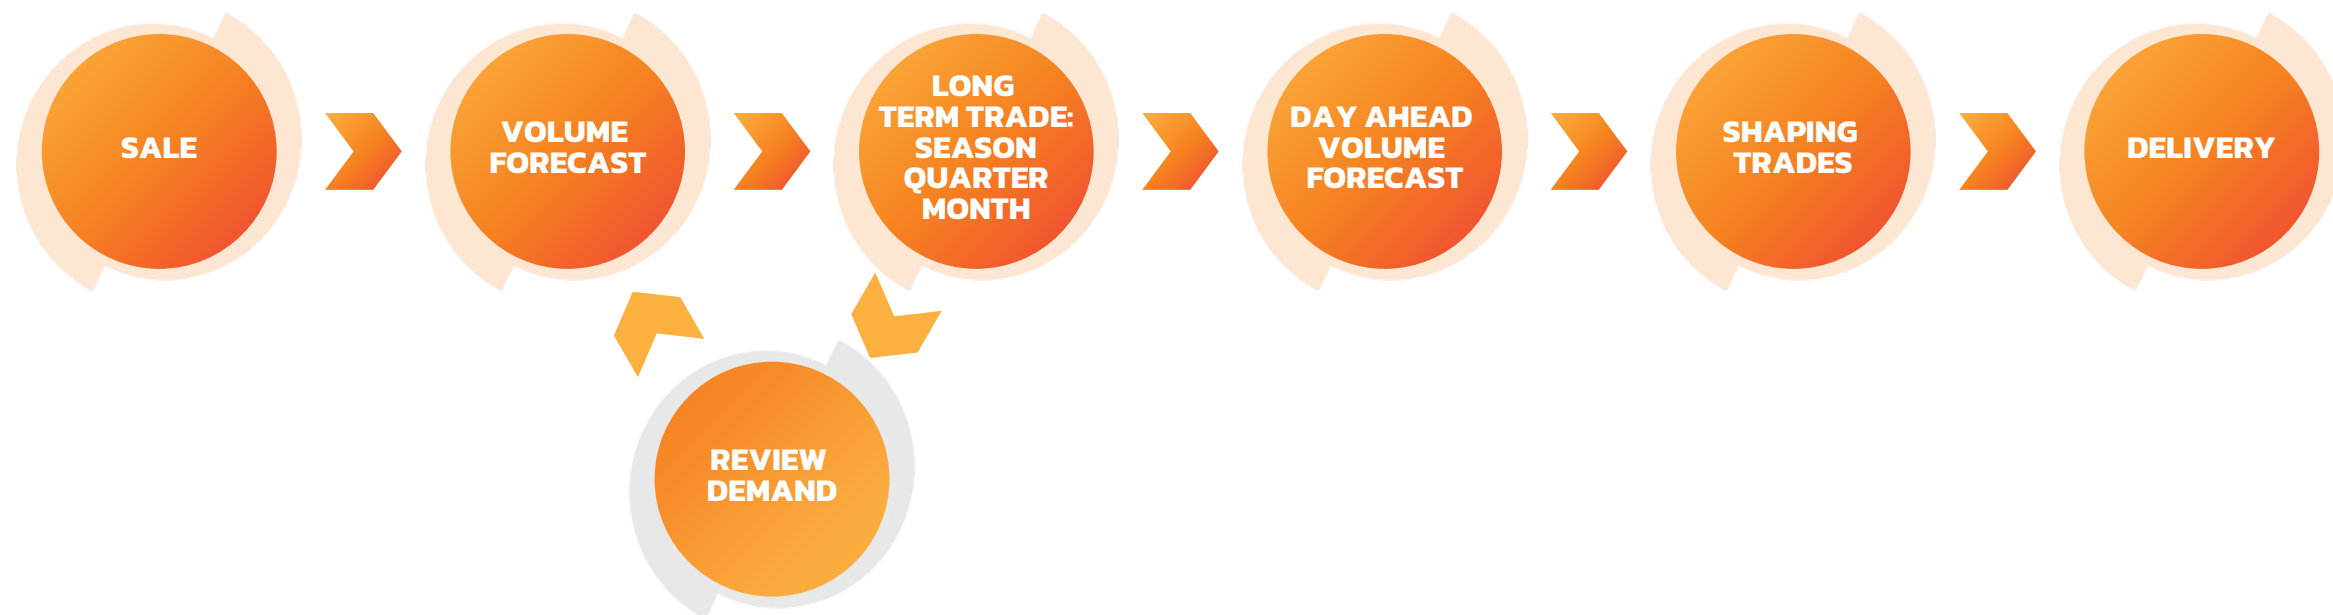 SALE
VOLUME
FORECAST
LONG
TERM TRADE:
SEASON
QUARTER
MONTH
DAY AHEAD
VOLUME
FORECAST
SHAPING
TRADES
DELIVERY
REVIEW
DEMAND